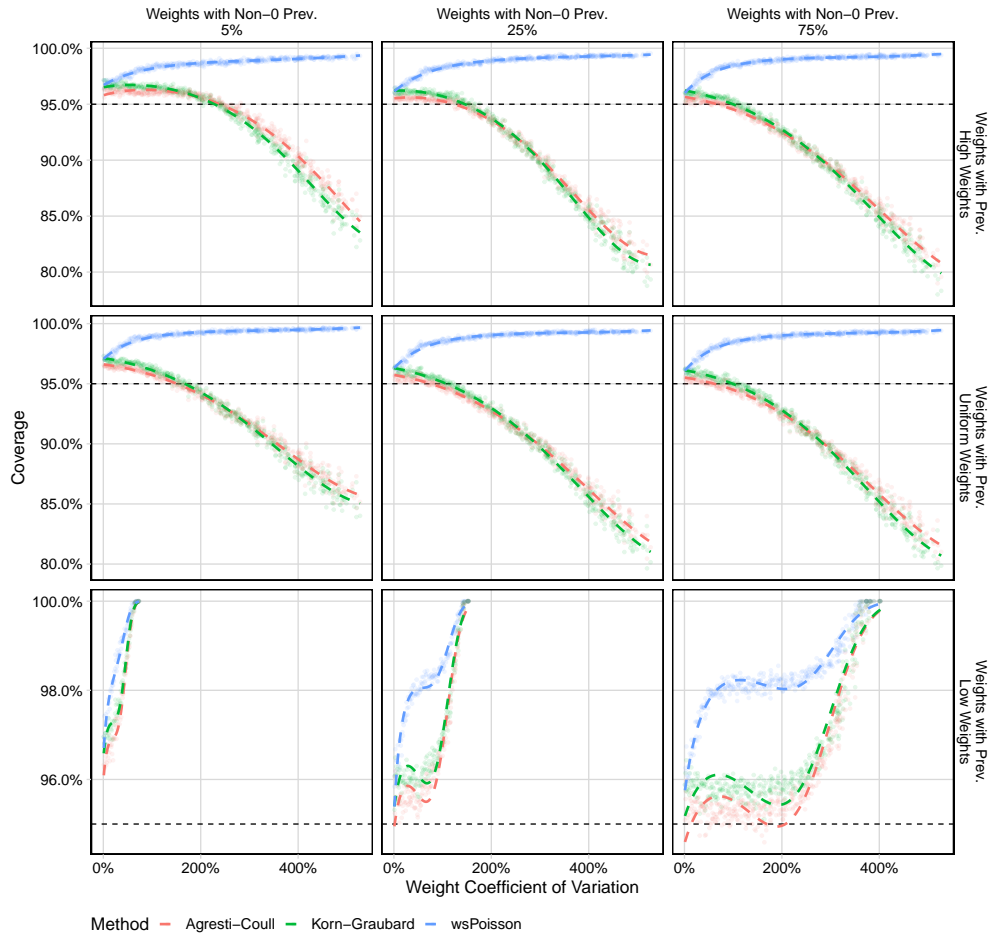 Weights with Non−0 Prev.
5%
Weights with Non−0 Prev.
25%
Weights with Non−0 Prev.
75%
100.0%
95.0%
90.0%
85.0%
80.0%
Weights with Prev.
High Weights
100.0%
95.0%
90.0%
85.0%
80.0%
Weights with Prev.
Uniform Weights
100.0%
98.0%
96.0%
Weights with Prev.
Low Weights
Coverage
0%
200%
400%
0%
200%
400%
0%
200%
400%
Weight Coefficient of Variation
Method
Agresti−Coull
Korn−Graubard
wsPoisson